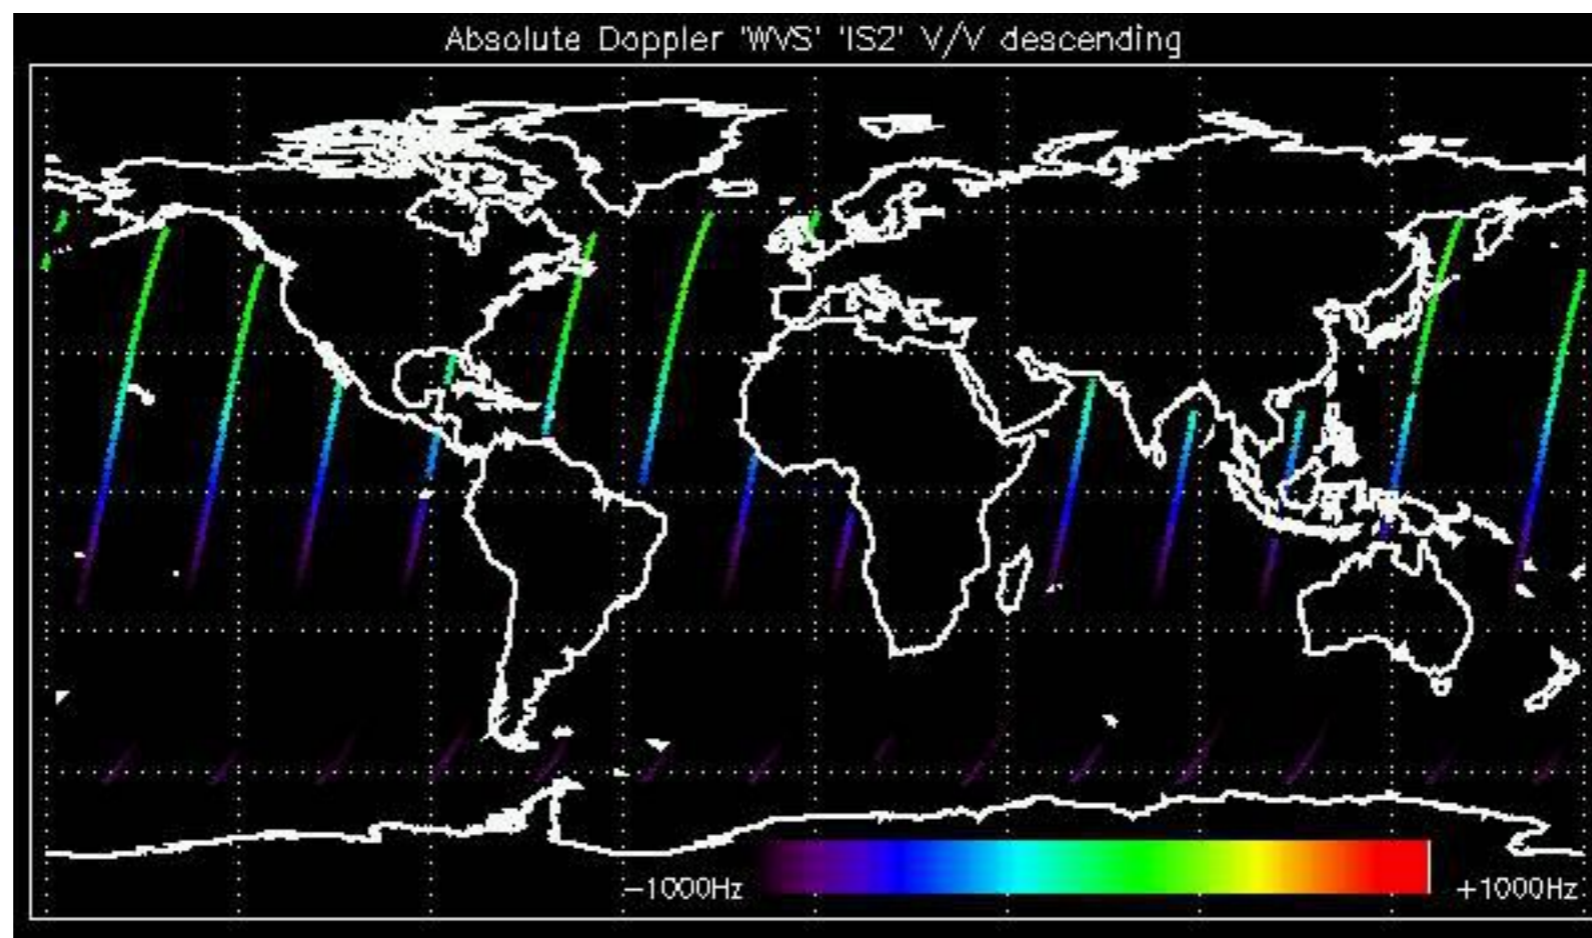 Absolute Doppler 'WVS' 'IS2' V/V descending
−1000Hz +1000Hz